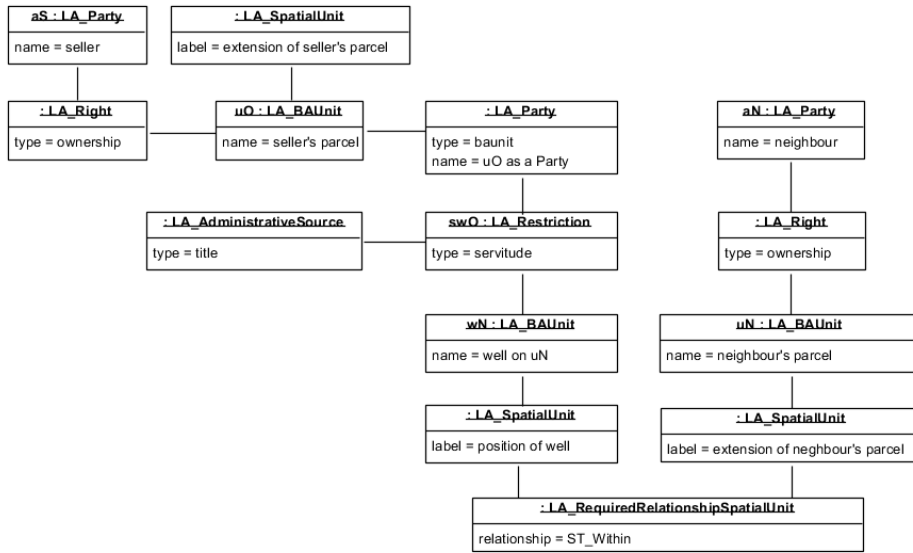 aS : LA_Party
name = seller
: LA_SpatialUnit
label = extension of seller's parcel
: LA_Right
type = ownership
uO : LA_BAUnit
name = seller's parcel
: LA_Party
type = baunit
name = uO as a Party
aN : LA_Party
name = neighbour
: LA_AdministrativeSource
type = title
swO : LA_Restriction
type = servitude
: LA_Right
type = ownership
wN : LA_BAUnit
name = well on uN
uN : LA_BAUnit
name = neighbour's parcel
: LA_SpatialUnit
label = position of well
: LA_SpatialUnit
label = extension of neghbour's parcel
: LA_RequiredRelationshipSpatialUnit
relationship = ST_Within